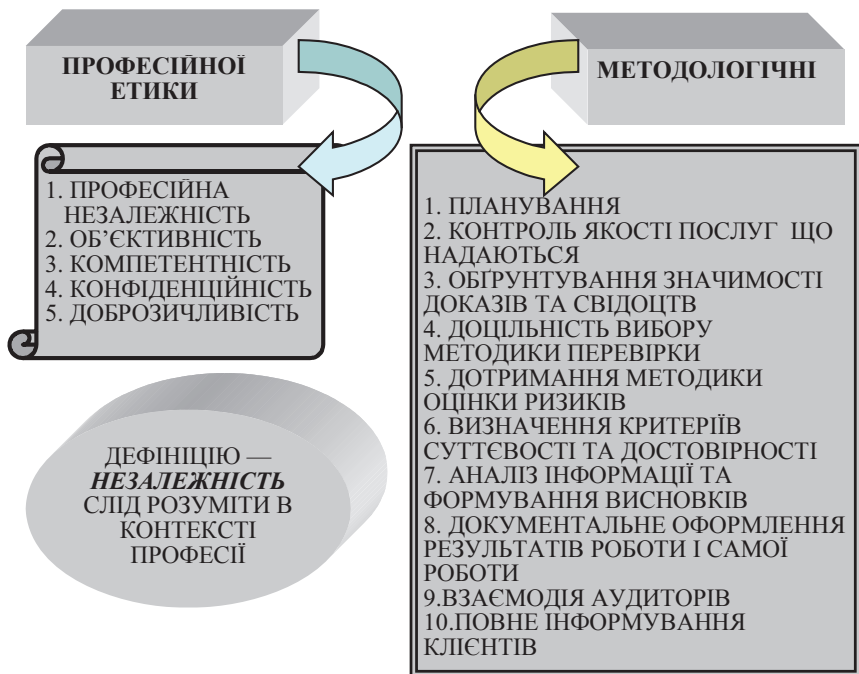 ПРОФЕСІЙНОЇ
ЕТИКИ
1. ПРОФЕСІЙНА
НЕЗАЛЕЖНІСТЬ
2. ОБ’ЄКТИВНІСТЬ
3. КОМПЕТЕНТНІСТЬ
4. КОНФІДЕНЦІЙНІСТЬ
5. ДОБРОЗИЧЛИВІСТЬ
ДЕФІНІЦІЮ —
НЕЗАЛЕЖНІСТЬ
СЛІД РОЗУМІТИ В
КОНТЕКСТІ
ПРОФЕСІЇ
МЕТОДОЛОГІЧНІ
1. ПЛАНУВАННЯ
2. КОНТРОЛЬ ЯКОСТІ ПОСЛУГ ЩО
НАДАЮТЬСЯ
3. ОБҐРУНТУВАННЯ ЗНАЧИМОСТІ
ДОКАЗІВ ТА СВІДОЦТВ
4. ДОЦІЛЬНІСТЬ ВИБОРУ
МЕТОДИКИ ПЕРЕВІРКИ
5. ДОТРИМАННЯ МЕТОДИКИ
ОЦІНКИ РИЗИКІВ
6. ВИЗНАЧЕННЯ КРИТЕРІЇВ
СУТТЄВОСТІ ТА ДОСТОВІРНОСТІ
7. АНАЛІЗ ІНФОРМАЦІЇ ТА
ФОРМУВАННЯ ВИСНОВКІВ
8. ДОКУМЕНТАЛЬНЕ ОФОРМЛЕННЯ
РЕЗУЛЬТАТІВ РОБОТИ І САМОЇ
РОБОТИ
9.ВЗАЄМОДІЯ АУДИТОРІВ
10.ПОВНЕ ІНФОРМУВАННЯ
КЛІЄНТІВ